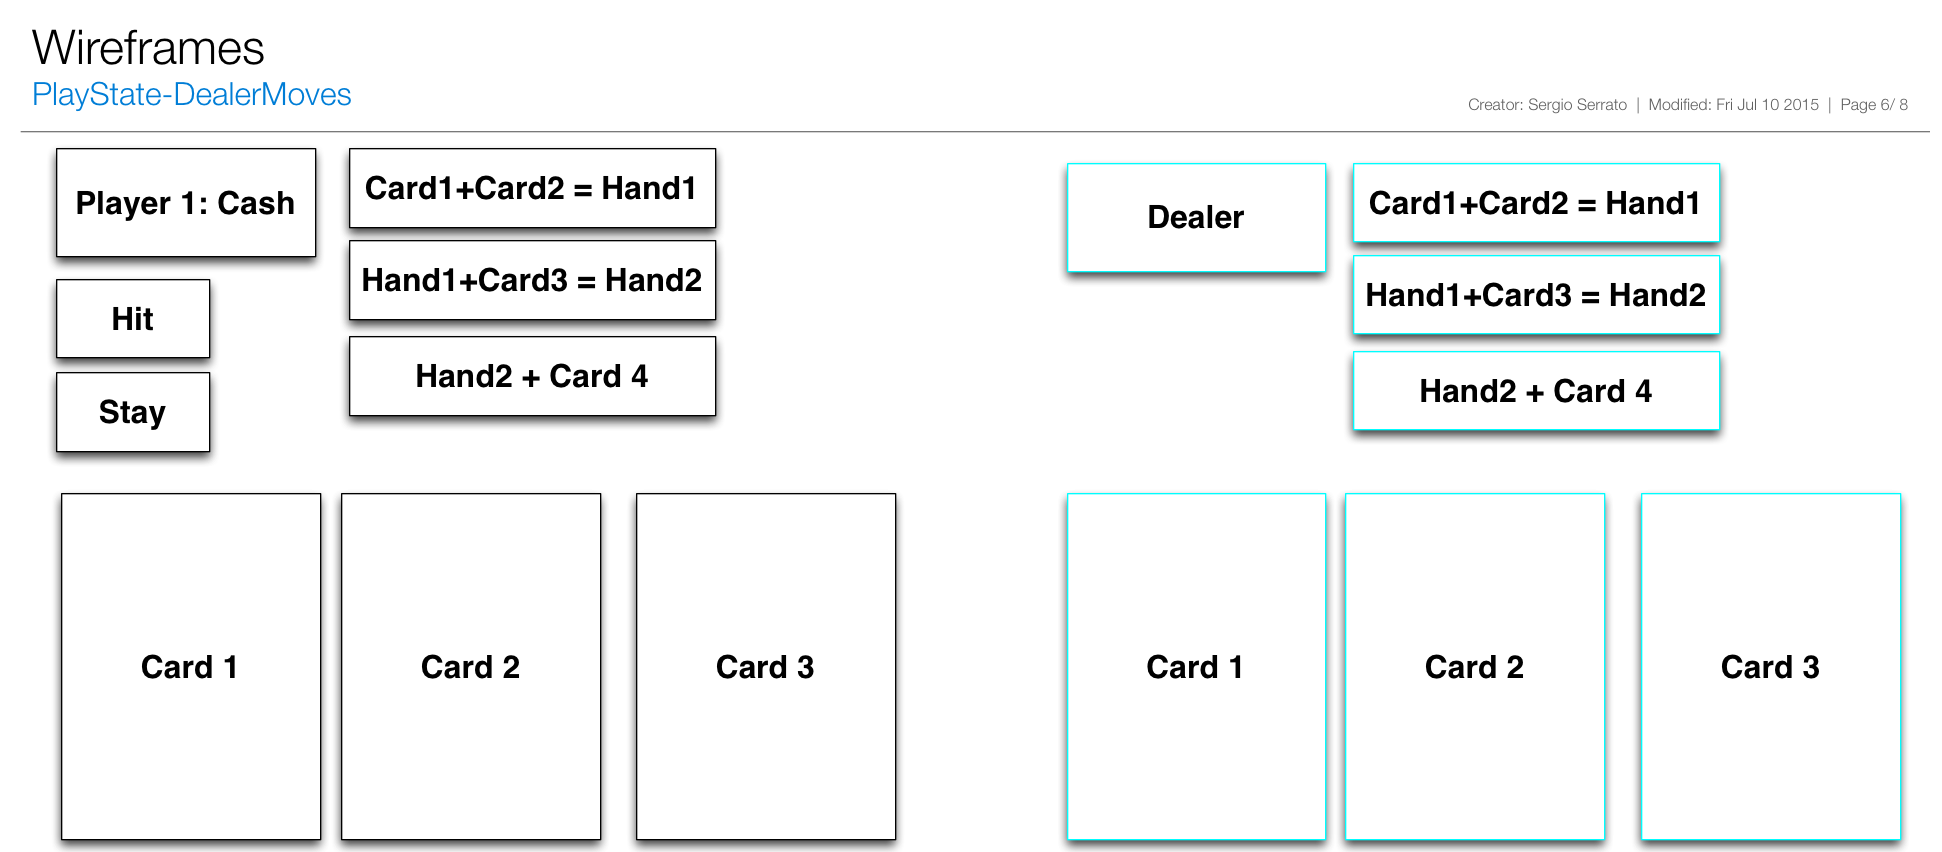 Wireframes
PlayState-DealerMoves
Creator: Sergio Serrato | Modified: Fri Jul 10 2015 | Page 6/ 8
Player 1: Cash
Hit
Stay
Card1+Card2 = Hand1
Hand1+Card3 = Hand2
Hand2 + Card 4
Card 1
Card 2
Card 3
Dealer
Card1+Card2 = Hand1
Hand1+Card3 = Hand2
Hand2 + Card 4
Card 1
Card 2
Card 3